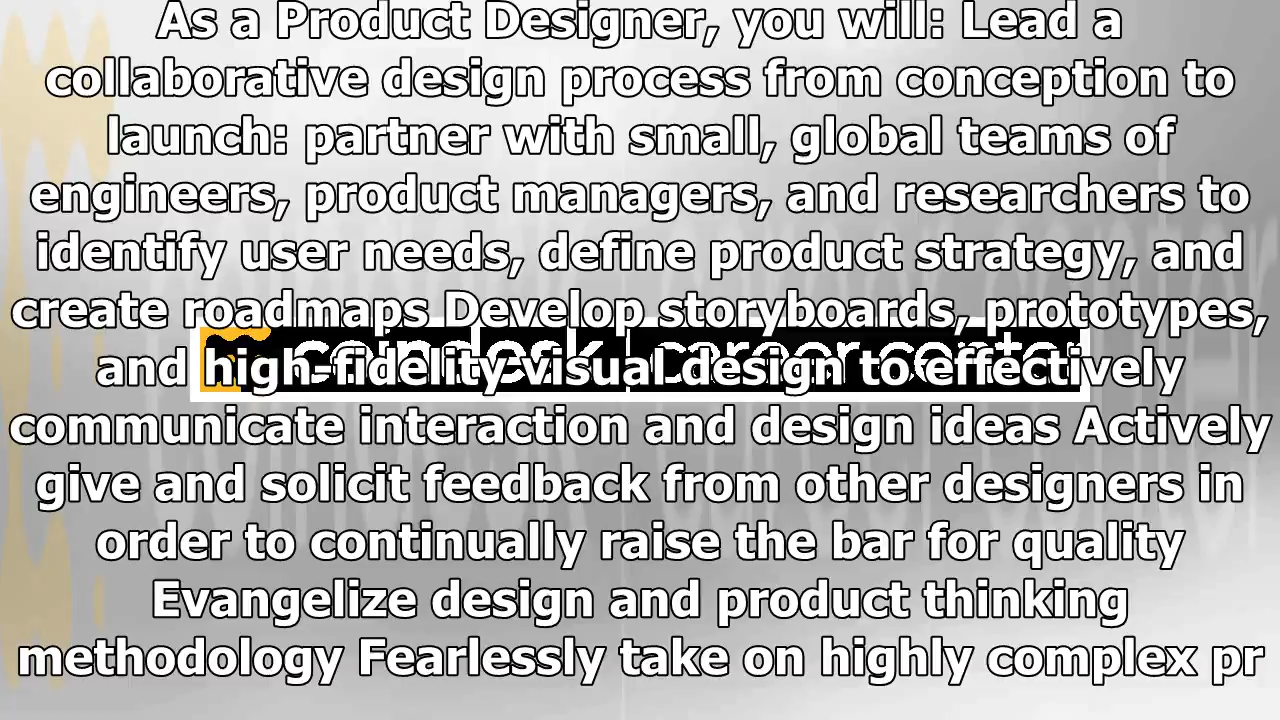 As a Product Designer, you will: Lead a
collaborative design process from conception to
launch: partner with small, global teams of
engineers, product managers, and researchers to
identify user needs, define product strategy, and
create roadmaps Develop storyboards, prototypes,
coindesk | career center
and high-fidelity visual design to effectively
communicate interaction and design ideas Actively
give and solicit feedback from other designers in
order to continually raise the bar for quality
Evangelize design and product thinking
methodology Fearlessly take on highly complex pr